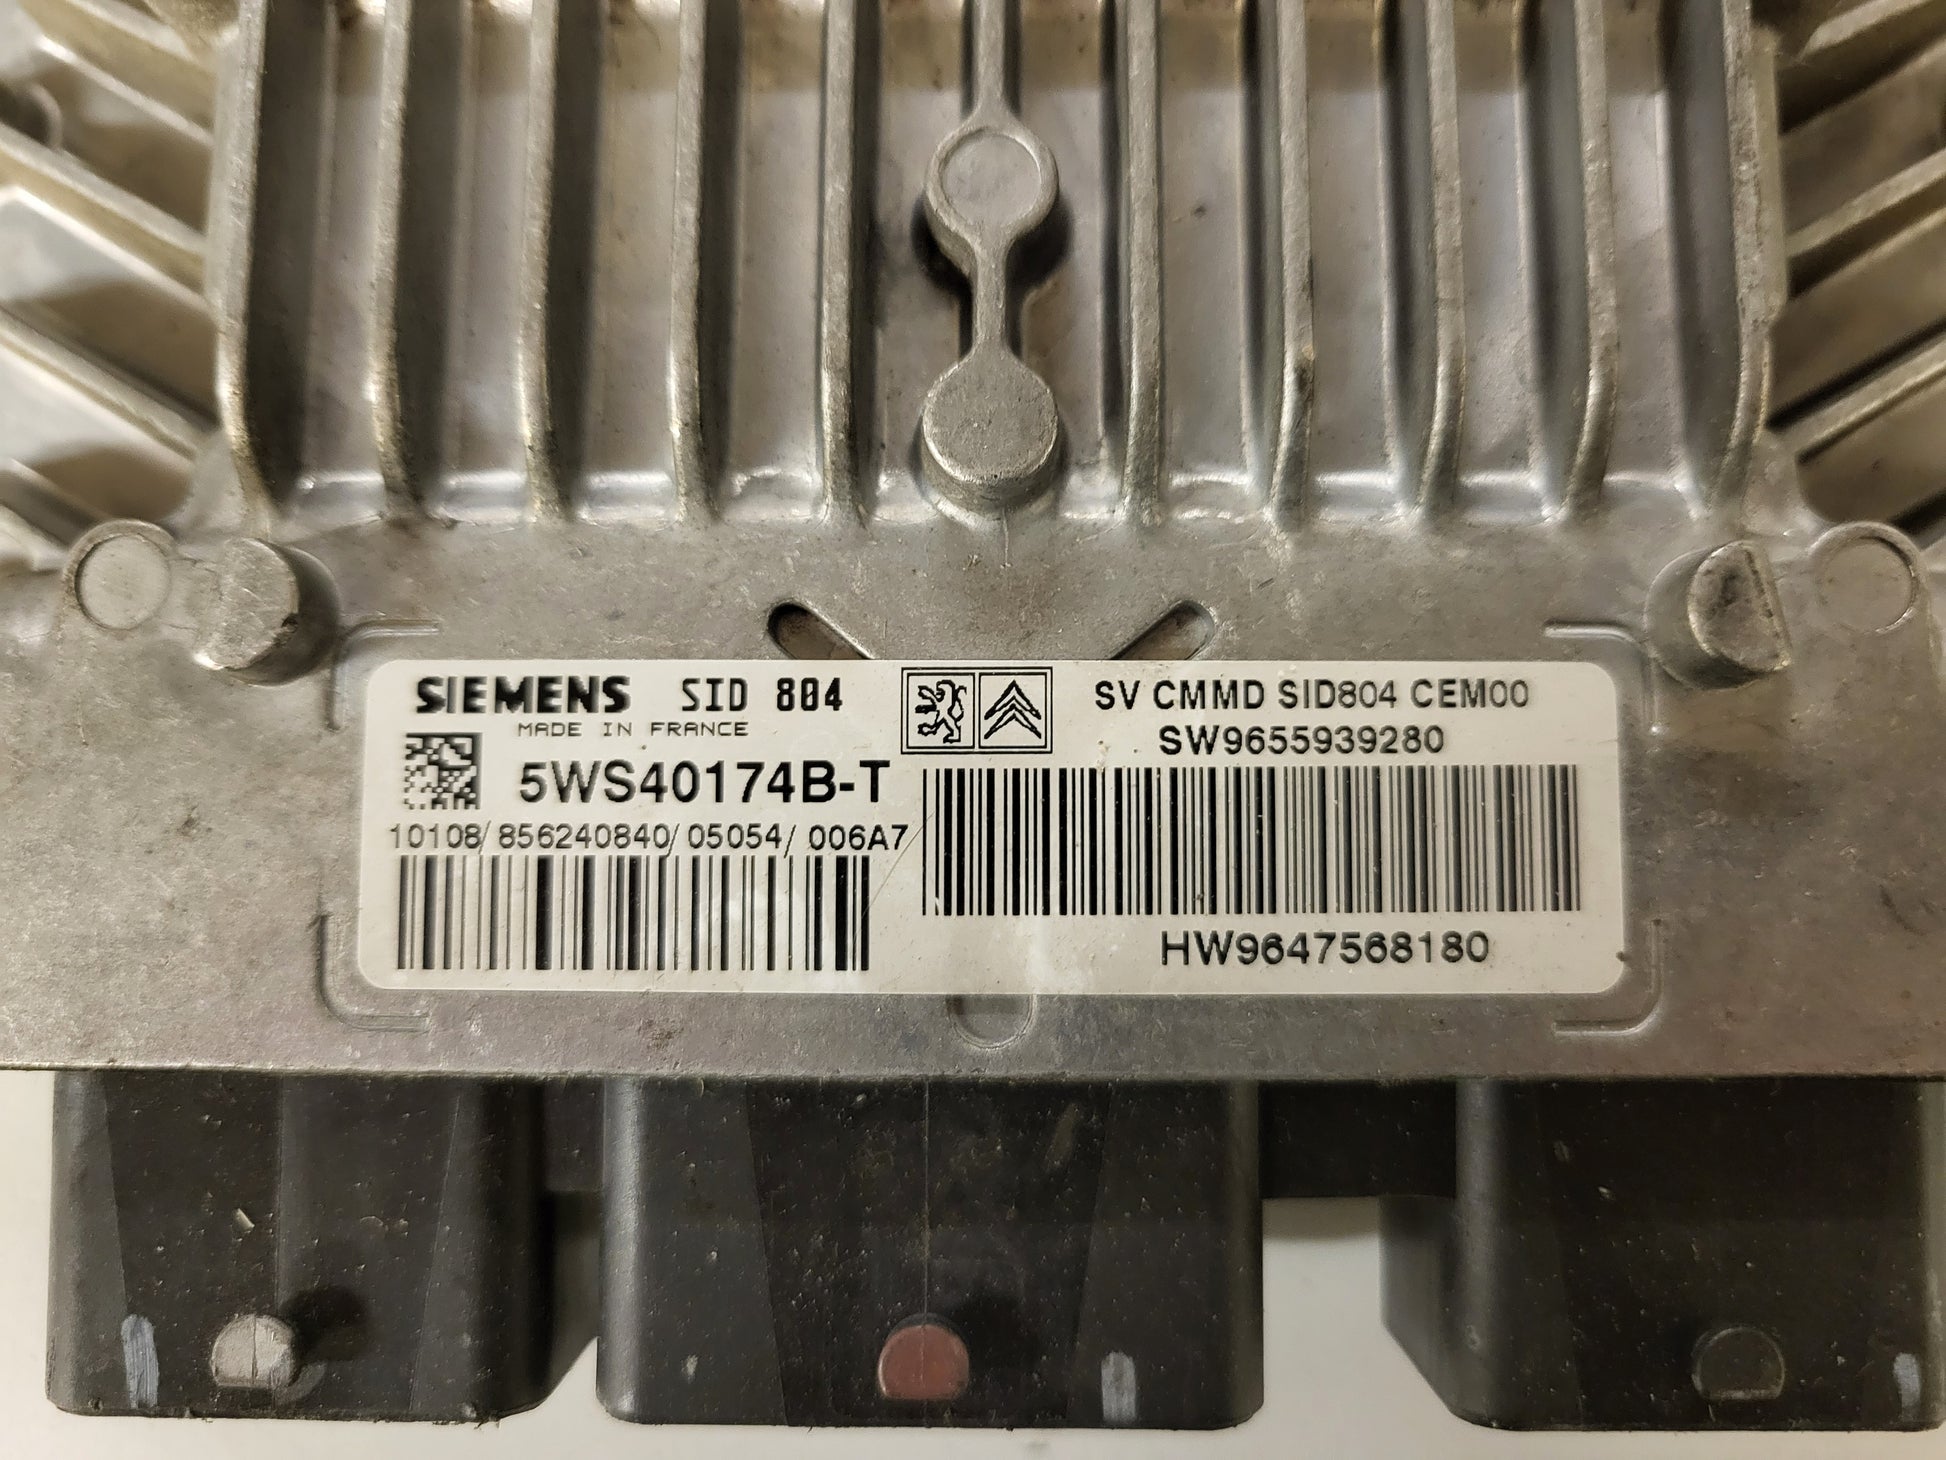 SIEMENS SID 804
MADE IN FRANCE
5WS40174B-T
10108/856240840/05054/006A7
SV CMMD SID804 CEM00
SW9655939280
HW9647568180